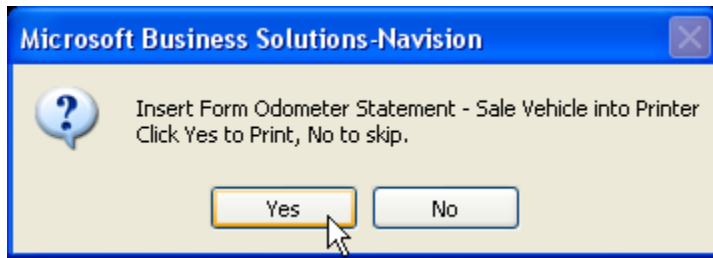 Microsoft Business Solutions-Navision
Insert Form Odometer Statement - Sale Vehicle into Printer
Click Yes to Print, No to skip.
Yes No